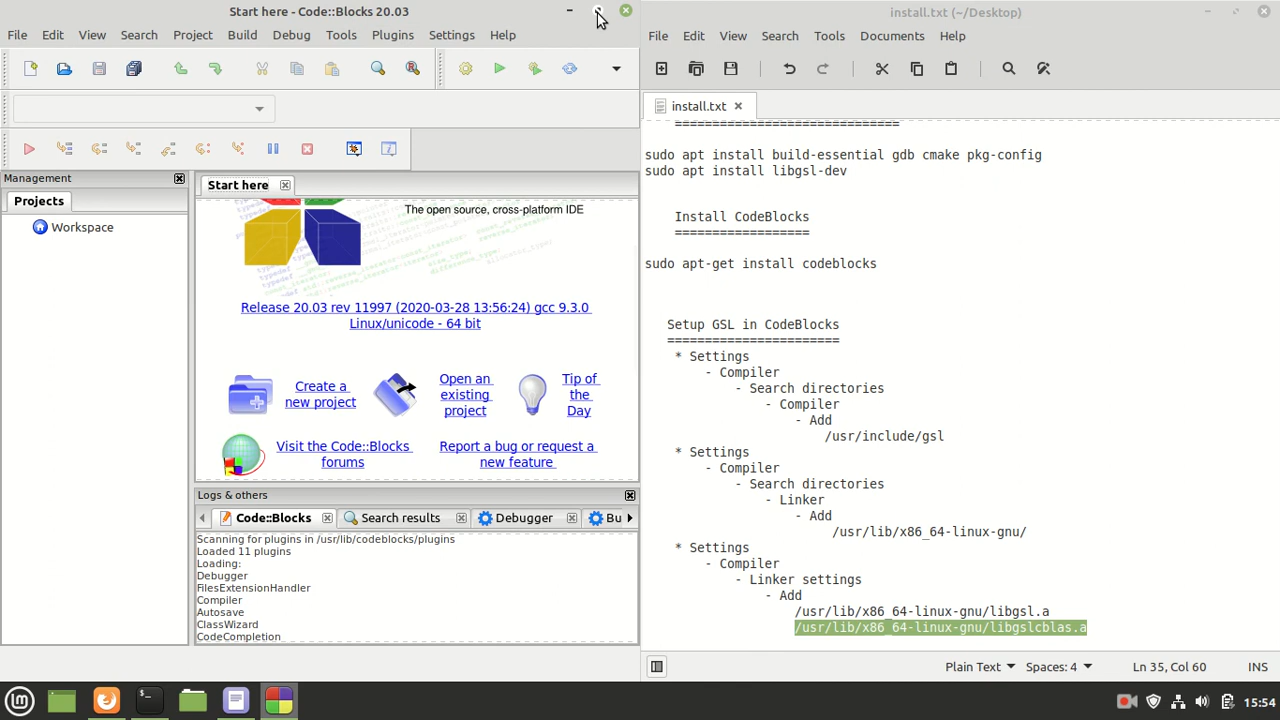 Start here - Code::Blocks 20.03
File Edit View Search Project Build Debug Tools Plugins Settings Help
Management
Projects
Workspace
Start here
The open source, cross-platform IDE
Release 20.03 rev 11997 (2020-03-28 13:56:24) gcc 9.3.0
Linux/unicode - 64 bit
Create a
new project
Open an
existing
project
Tip of
the
Day
Visit the Code::Blocks
forums
Report a bug or request a
new feature
Logs & others
Code::Blocks Search results Debugger Bu
Scanning for plugins in /usr/lib/codeblocks/plugins
Loaded 11 plugins
Loading:
Debugger
FilesExtensionHandler
Compiler
Autosave
ClassWizard
CodeCompletion
install.txt (~/Desktop)
File Edit View Search Tools Documents Help
install.txt
==============================
sudo apt install build-essential gdb cmake pkg-config
sudo apt install libgsl-dev
Install CodeBlocks
==================
sudo apt-get install codeblocks
Setup GSL in CodeBlocks
=======================
* Settings
- Compiler
- Search directories
- Compiler
- Add
/usr/include/gsl
* Settings
- Compiler
- Search directories
- Linker
- Add
/usr/lib/x86_64-linux-gnu/
* Settings
- Compiler
- Linker settings
- Add
/usr/lib/x86_64-linux-gnu/libgsl.a
/usr/lib/x86_64-linux-gnu/libgslcblas.a
Plain Text Spaces: 4 Ln 35, Col 60 INS
15:54